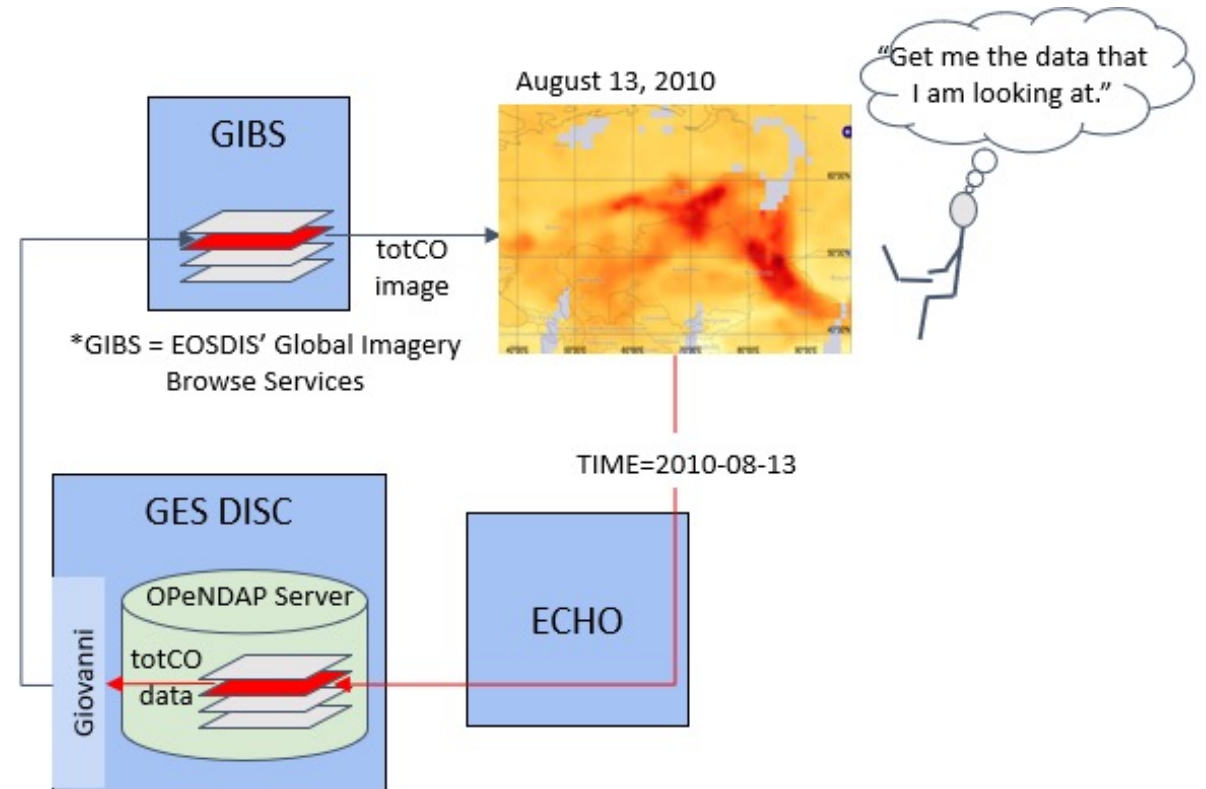 August 13, 2010
“Get me the data that
I am looking at.”
GIBS
totCO
image
*GIBS = EOSDIS’ Global Imagery
Browse Services
TIME=2010-08-13
GES DISC
OPeNDAP Server
Giovanni
totCO
data
ECHO